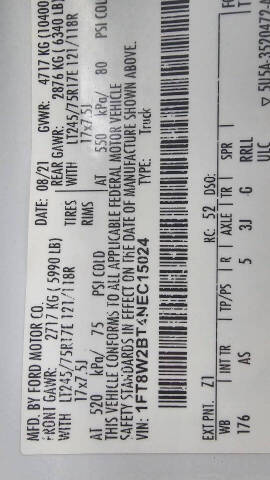 MFD. BY FORD MOTOR CO.
DATE: 08/21 GVWR: 4717 KG (10400
FRONT GAWR: 2717 KG ( 5990 LB) REAR GAWR: 2876 KG ( 6340 LB)
WITH LT245/75R17E 121/118R TIRES WITH LT245/75R17E 121/118R
17x7.5J RIMS 17x7.5J
AT 520 kPa/ 75 PSI COLD AT 550 kPa/ 80 PSI COL
THIS VEHICLE CONFORMS TO ALL APPLICABLE FEDERAL MOTOR VEHICLE
SAFETY STANDARDS IN EFFECT ON THE DATE OF MANUFACTURE SHOWN ABOVE.
VIN: 1FT8W2BT4NEC15024 TYPE: Truck
EXT PNT: Z1 RC: 52 DSO:
WB INT TR TP/PS R AXLE TR SPR
176 AS 5 3J G RRLL
ULC
5U5A-3520472-A